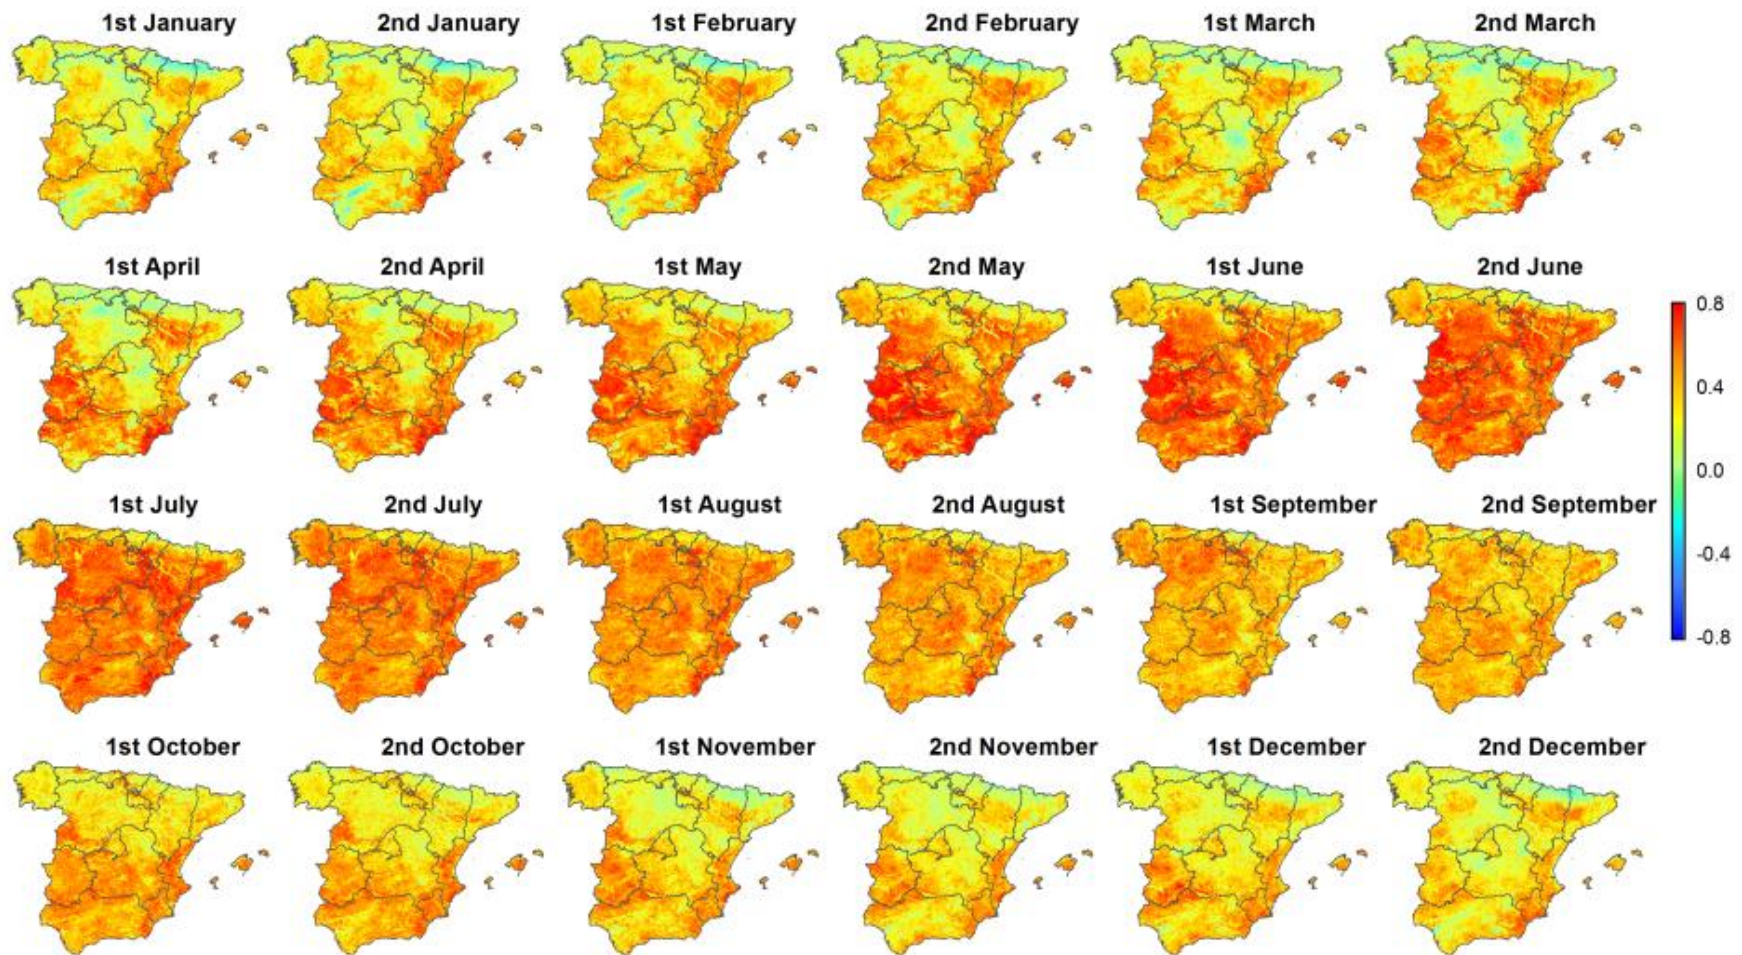 1st January 2nd January 1st February 2nd February 1st March 2nd March
1st April 2nd April 1st May 2nd May 1st June 2nd June
0.8
0.4
0.0
-0.4
-0.8
1st July 2nd July 1st August 2nd August 1st September 2nd September
1st October 2nd October 1st November 2nd November 1st December 2nd December